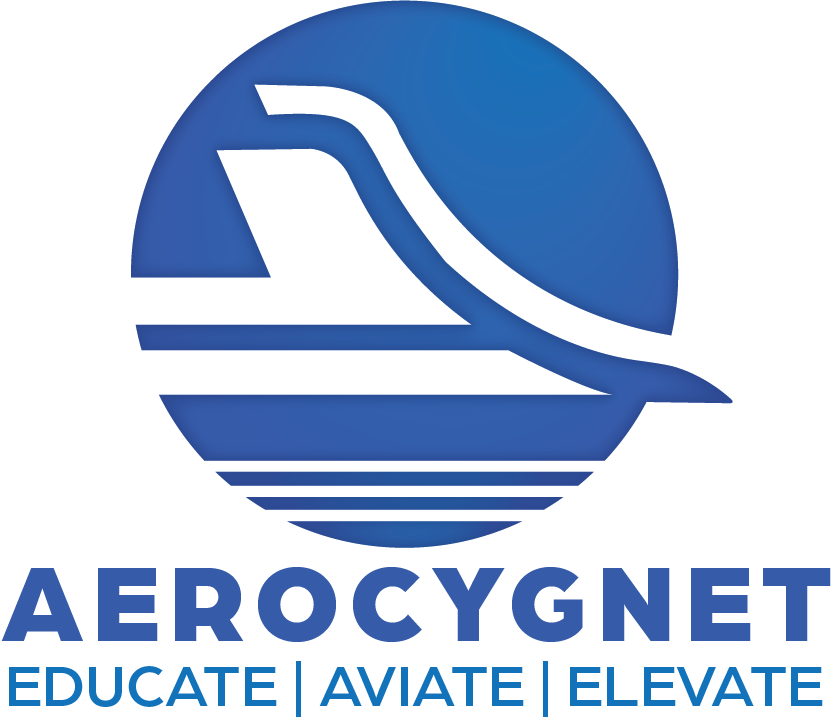 AEROCYGNET
EDUCATE | AVIATE | ELEVATE